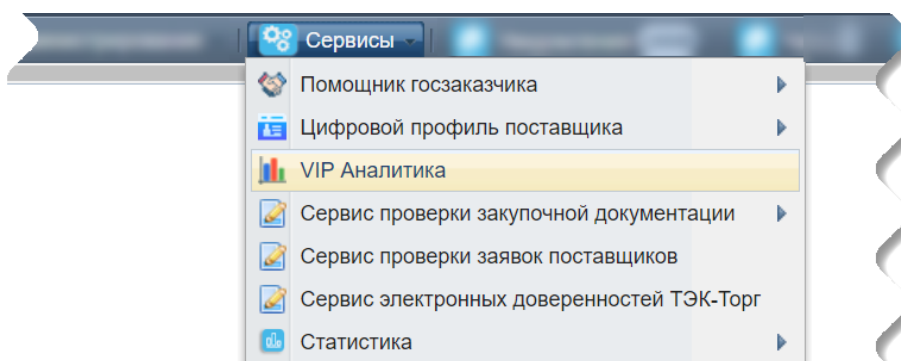 Сервисы
Помощник госзаказчика
Цифровой профиль поставщика
VIP Аналитика
Сервис проверки закупочной документации
Сервис проверки заявок поставщиков
Сервис электронных доверенностей ТЭК-Торг
Статистика